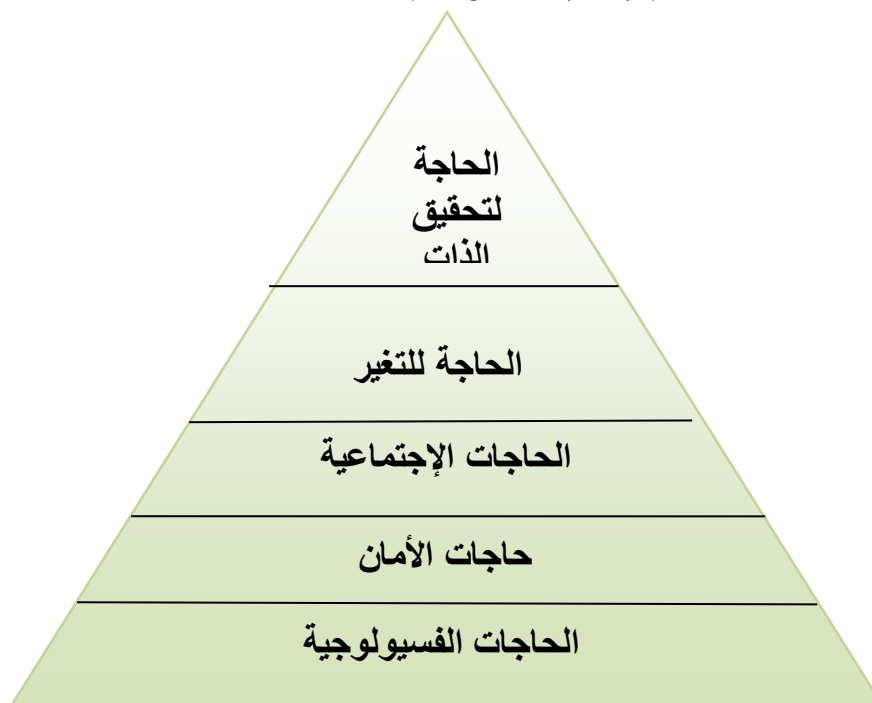 الحاجة
لتحقيق
الذات
الحاجة للتغير
الحاجات الإجتماعية
حاجات الأمان
الحاجات الفسيولوجية